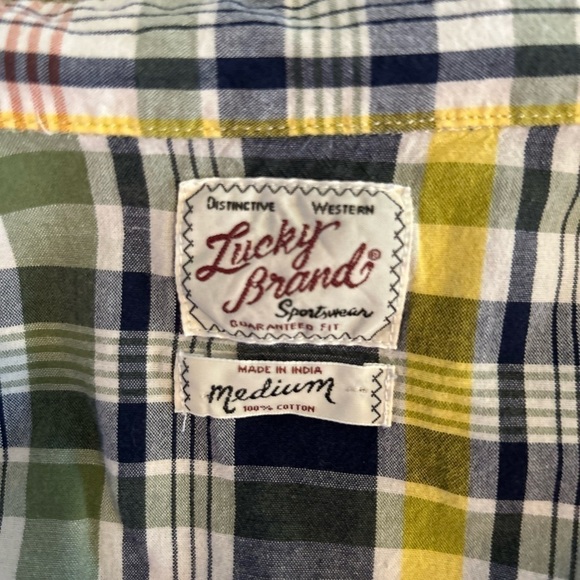 DISTINCTIVE WESTERN
Lucky
Brand®
Sportswear
GUARANTEED FIT
MADE IN INDIA
medium
100% COTTON